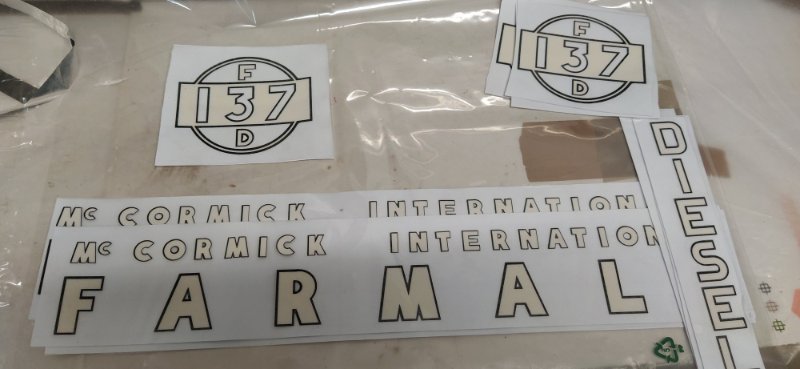 F
137
D
F
137
D
Mc CORMICK INTERNATION
Mc CORMICK INTERNATION
FARMAL
DIESEL